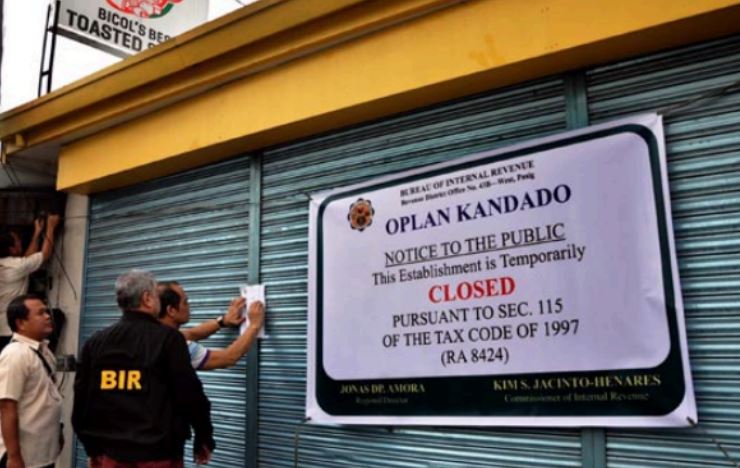 BICOL'S BES
TOASTED S
BIR
BUREAU OF INTERNAL REVENUE
Revenue District Office No. 43B—West, Pasig
OPLAN KANDADO
NOTICE TO THE PUBLIC
This Establishment is Temporarily
CLOSED
PURSUANT TO SEC. 115
OF THE TAX CODE OF 1997
(RA 8424)
JONAS DP. AMORA
Regional Director
KIM S. JACINTO-HENARES
Commissioner of Internal Revenue